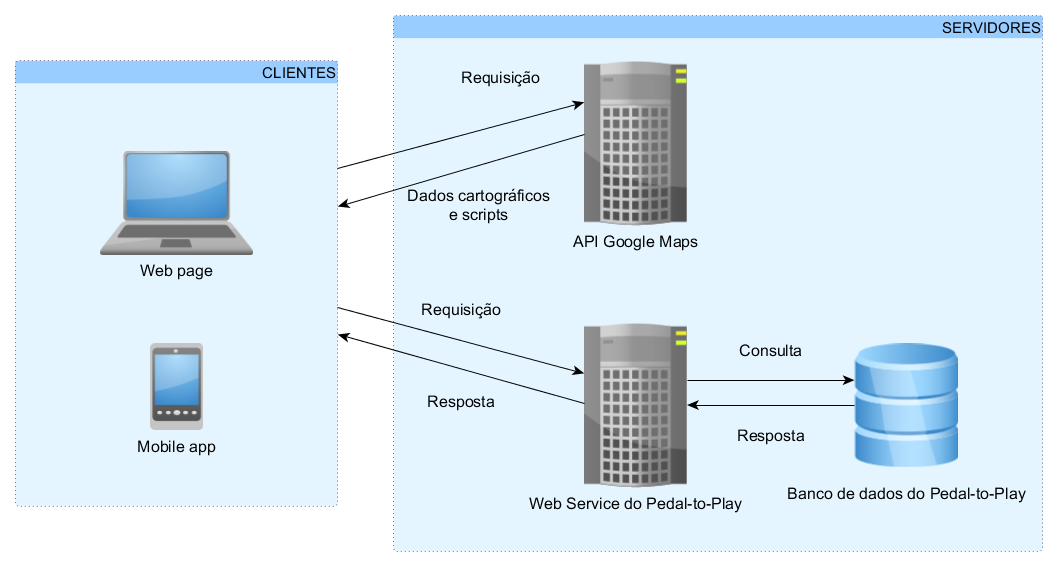 SERVIDORES
CLIENTES
Requisição
Dados cartográficos
e scripts
API Google Maps
Web page
Requisição
Resposta
Consulta
Resposta
Mobile app
Web Service do Pedal-to-Play
Banco de dados do Pedal-to-Play